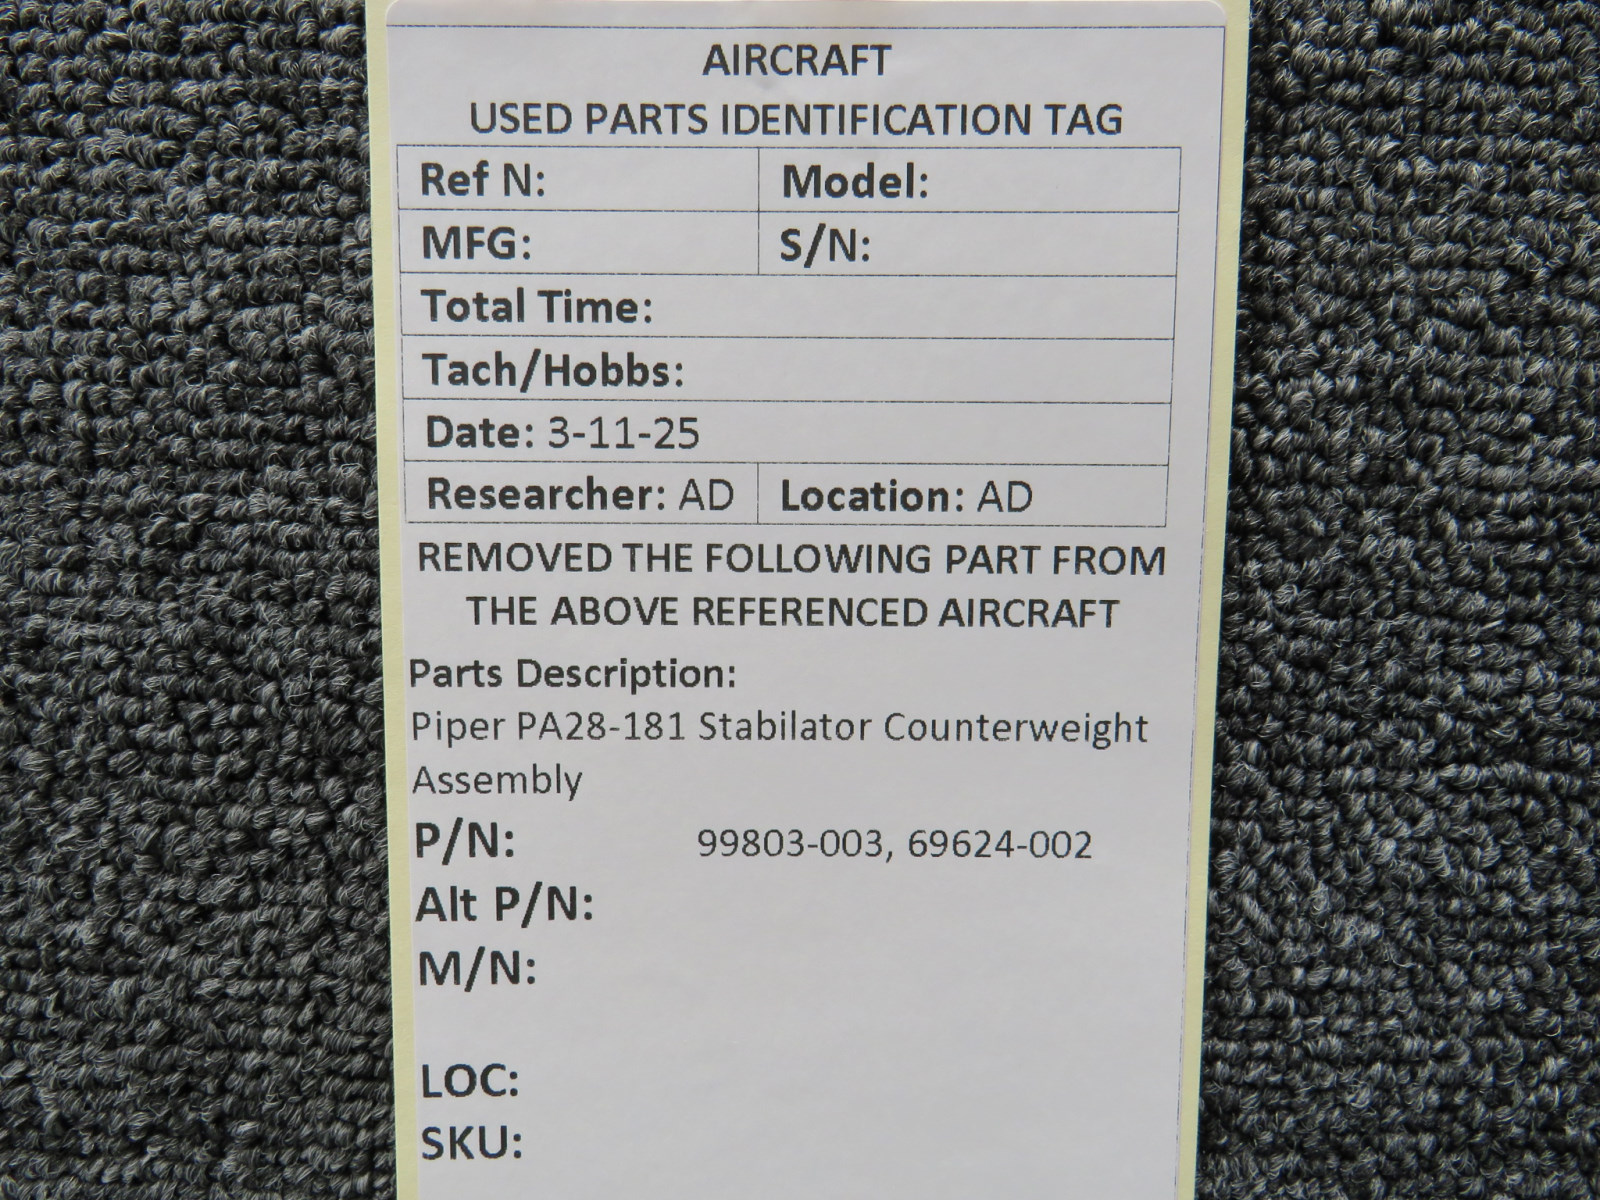 AIRCRAFT
USED PARTS IDENTIFICATION TAG
Ref N: Model:
MFG: S/N:
Total Time:
Tach/Hobbs:
Date: 3-11-25
Researcher: AD Location: AD
REMOVED THE FOLLOWING PART FROM
THE ABOVE REFERENCED AIRCRAFT
Parts Description:
Piper PA28-181 Stabilator Counterweight
Assembly
P/N: 99803-003, 69624-002
Alt P/N:
M/N:
LOC:
SKU: